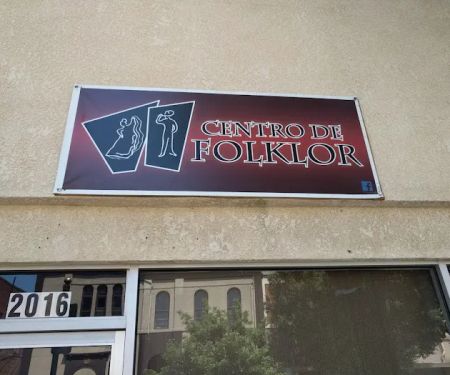 CENTRO DE
FOLKLOR
f
2016